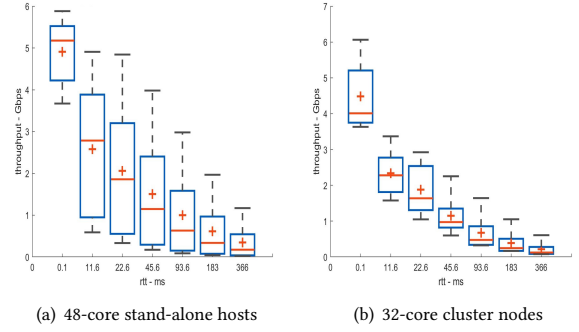 6
5
4
3
2
1
0
throughput - Gbps
0 0.1 11.6 22.6 45.6 93.6 183 366
rtt - ms
(a) 48-core stand-alone hosts
7
6
5
4
3
2
1
0
throughput - Gbps
0 0.1 11.6 22.6 45.6 93.6 183 366
rtt - ms
(b) 32-core cluster nodes